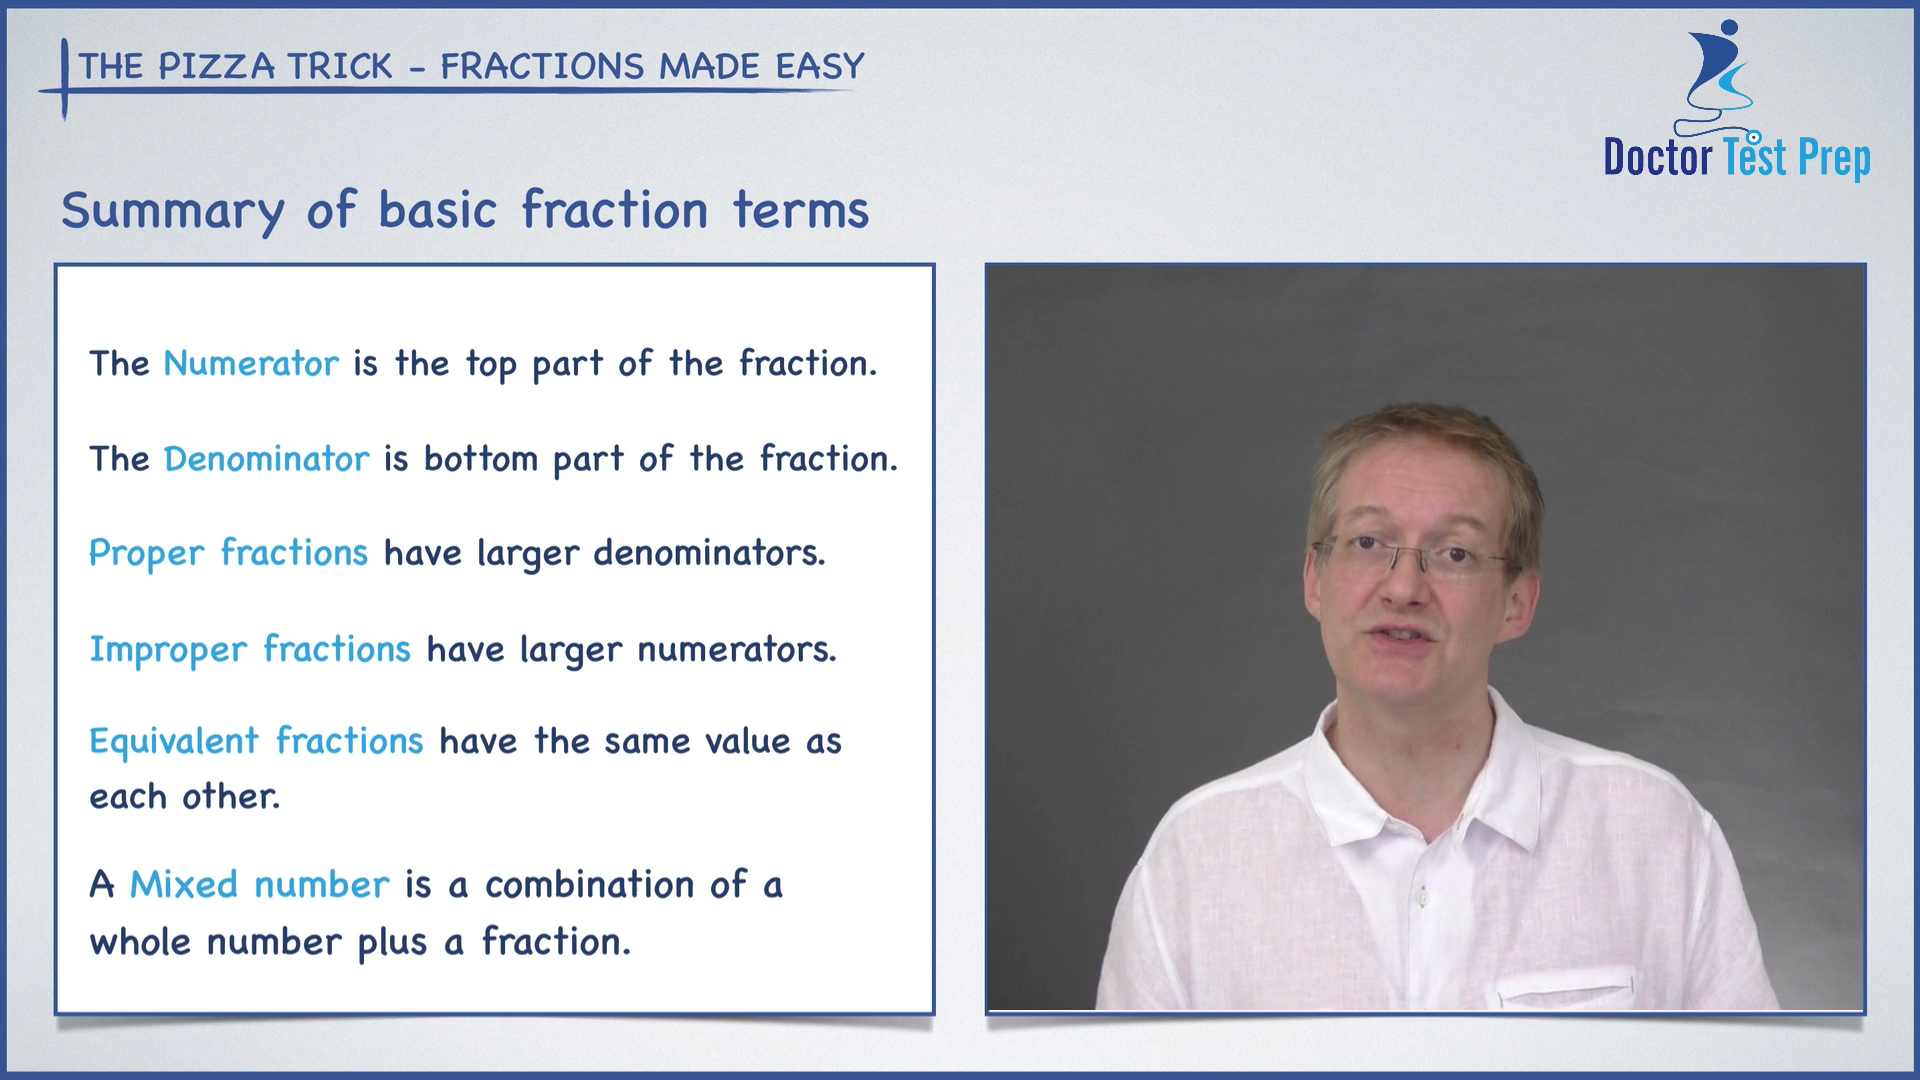 THE PIZZA TRICK – FRACTIONS MADE EASY
Doctor Test Prep
Summary of basic fraction terms
The Numerator is the top part of the fraction.
The Denominator is bottom part of the fraction.
Proper fractions have larger denominators.
Improper fractions have larger numerators.
Equivalent fractions have the same value as
each other.
A Mixed number is a combination of a
whole number plus a fraction.